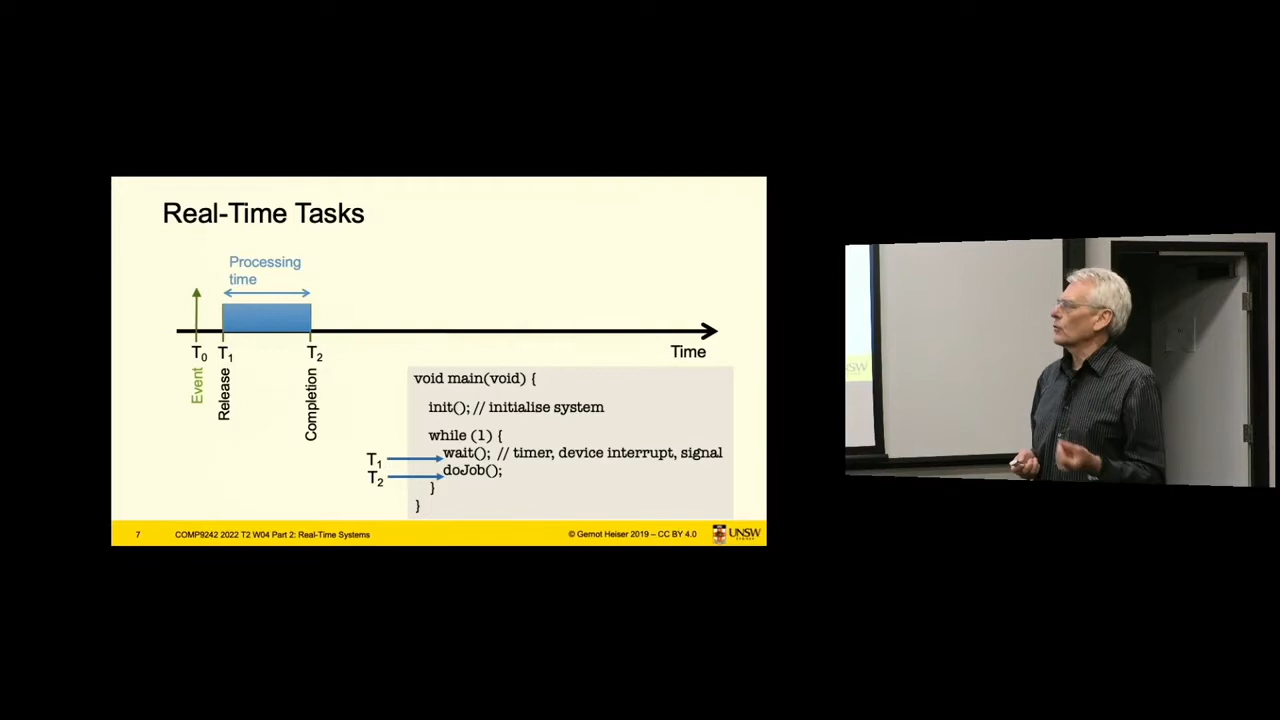 Real-Time Tasks
Processing
time
T0 T1 T2
Time
Event
Release
Completion
void main(void) {
init(); // initialise system
while (1) {
wait(); // timer, device interrupt, signal
doJob();
}
}
T1
T2
7
COMP9242 2022 T2 W04 Part 2: Real-Time Systems
© Gernot Heiser 2019 – CC BY 4.0
UNSW
SYDNEY